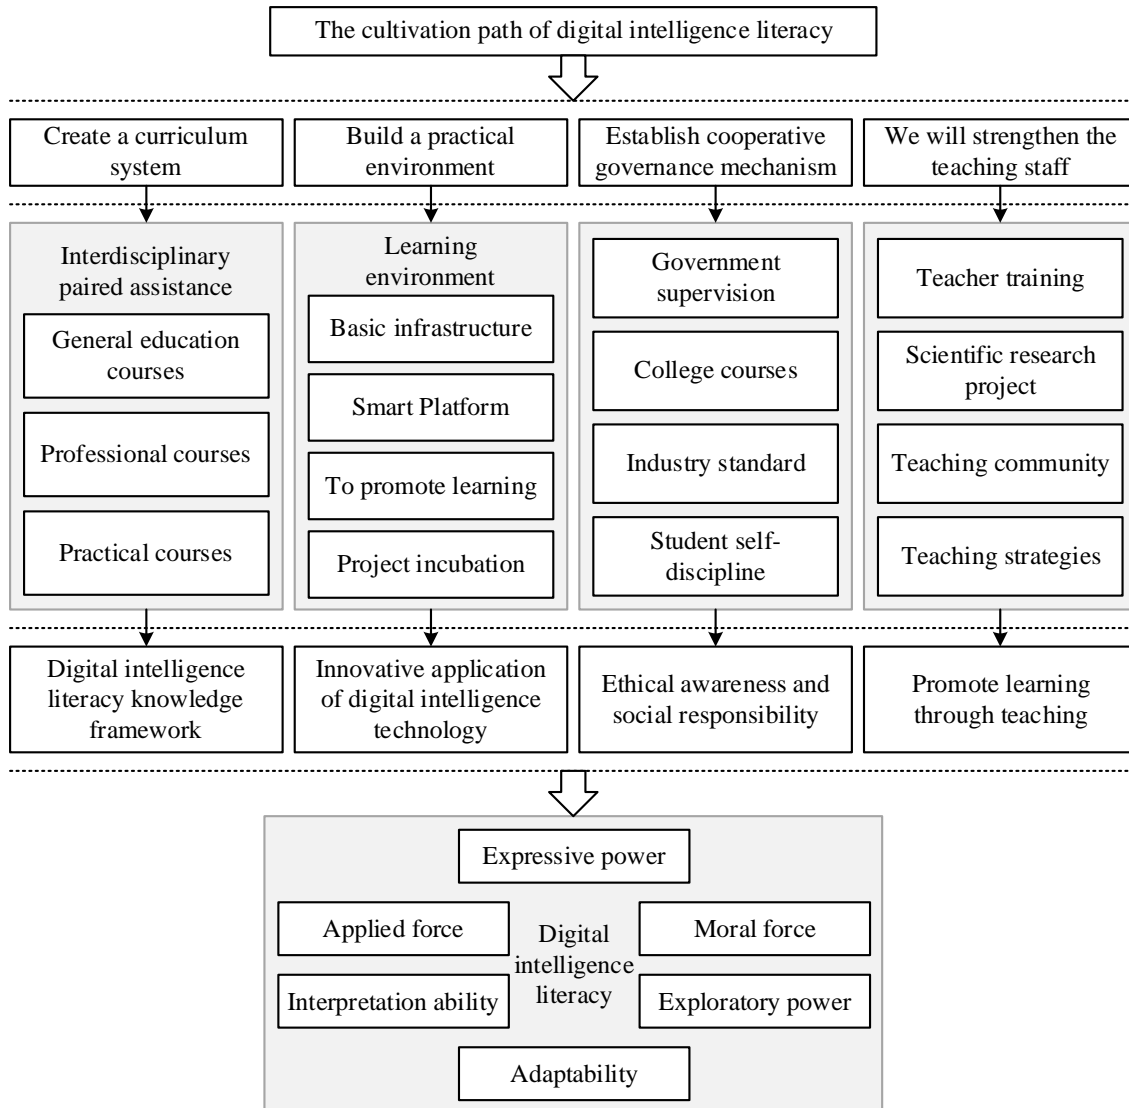 The cultivation path of digital intelligence literacy
Create a curriculum
system
Build a practical
environment
Establish cooperative
governance mechanism
We will strengthen the
teaching staff
Interdisciplinary
paired assistance
General education
courses
Professional courses
Practical courses
Learning
environment
Basic infrastructure
Smart Platform
To promote learning
Project incubation
Government
supervision
College courses
Industry standard
Student self-
discipline
Teacher training
Scientific research
project
Teaching community
Teaching strategies
Digital intelligence
literacy knowledge
framework
Innovative application
of digital intelligence
technology
Ethical awareness and
social responsibility
Promote learning
through teaching
Expressive power
Applied force
Moral force
Digital
intelligence
literacy
Interpretation ability
Exploratory power
Adaptability